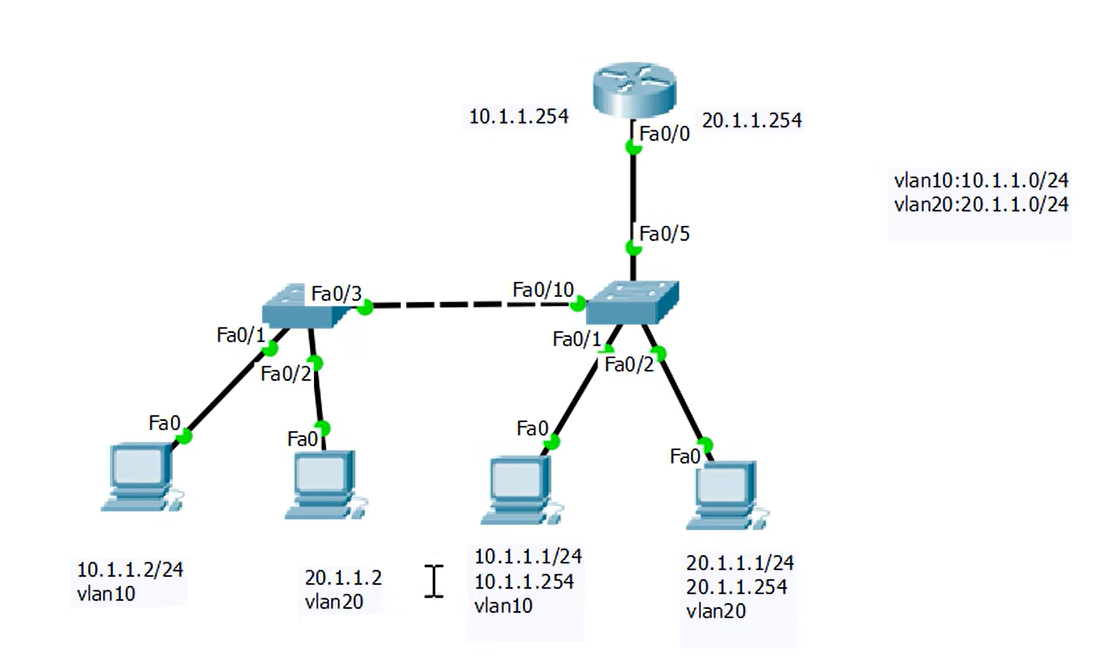 10.1.1.254
20.1.1.254
Fa0/0
vlan10:10.1.1.0/24
vlan20:20.1.1.0/24
Fa0/5
Fa0/3
Fa0/10
Fa0/1
Fa0/2
Fa0/1
Fa0/2
Fa0
Fa0
Fa0
Fa0
10.1.1.2/24
vlan10
20.1.1.2
vlan20
10.1.1.1/24
10.1.1.254
vlan10
20.1.1.1/24
20.1.1.254
vlan20